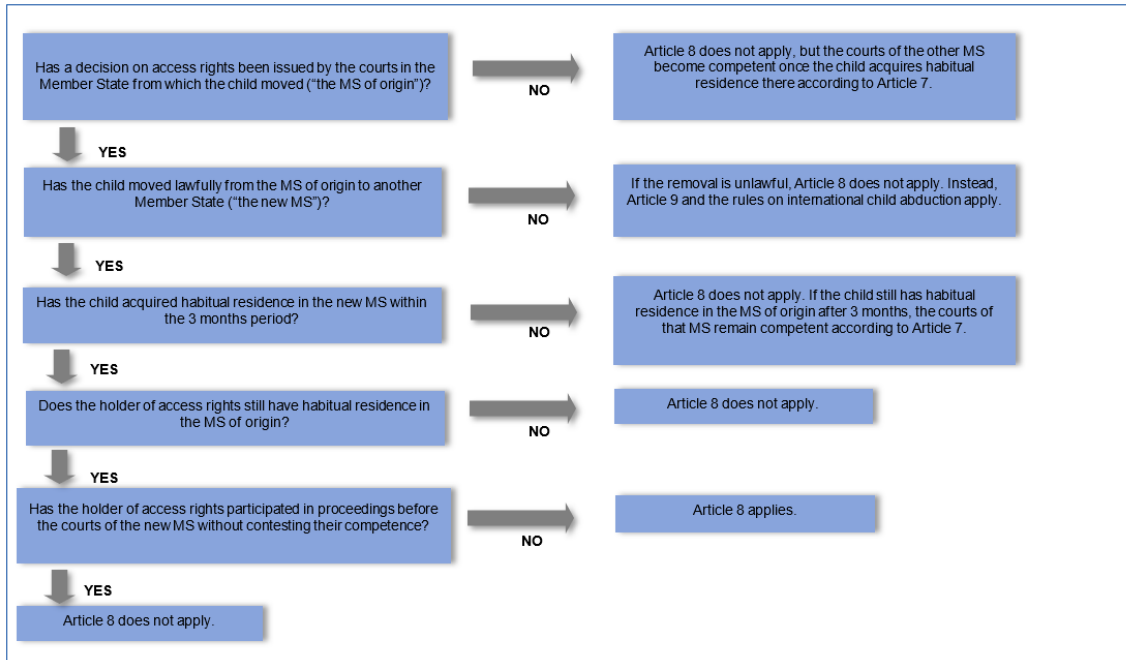 Has a decision on access rights been issued by the courts in the
Member State from which the child moved (“the MS of origin”)?
NO
Article 8 does not apply, but the courts of the other MS
become competent once the child acquires habitual
residence there according to Article 7.
YES
Has the child moved lawfully from the MS of origin to another
Member State (“the new MS”)?
NO
If the removal is unlawful, Article 8 does not apply. Instead,
Article 9 and the rules on international child abduction apply.
YES
Has the child acquired habitual residence in the new MS within
the 3 months period?
NO
Article 8 does not apply. If the child still has habitual
residence in the MS of origin after 3 months, the courts of
that MS remain competent according to Article 7.
YES
Does the holder of access rights still have habitual residence in
the MS of origin?
NO
Article 8 does not apply.
YES
Has the holder of access rights participated in proceedings before
the courts of the new MS without contesting their competence?
NO
Article 8 applies.
YES
Article 8 does not apply.